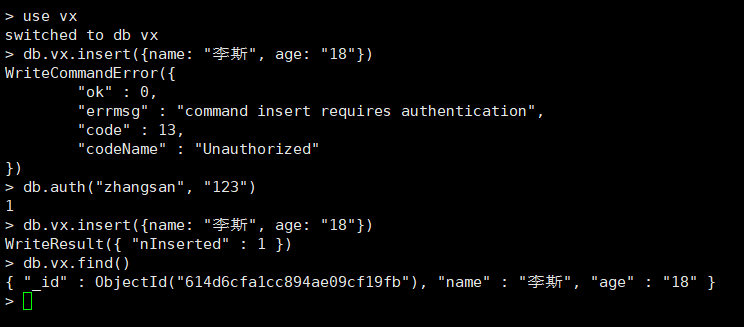 > use vx
switched to db vx
> db.vx.insert({name: "李斯", age: "18"})
WriteCommandError({
        "ok" : 0,
        "errmsg" : "command insert requires authentication",
        "code" : 13,
        "codeName" : "Unauthorized"
})
> db.auth("zhangsan", "123")
1
> db.vx.insert({name: "李斯", age: "18"})
WriteResult({ "nInserted" : 1 })
> db.vx.find()
{ "_id" : ObjectId("614d6cfa1cc894ae09cf19fb"), "name" : "李斯", "age" : "18" }
>